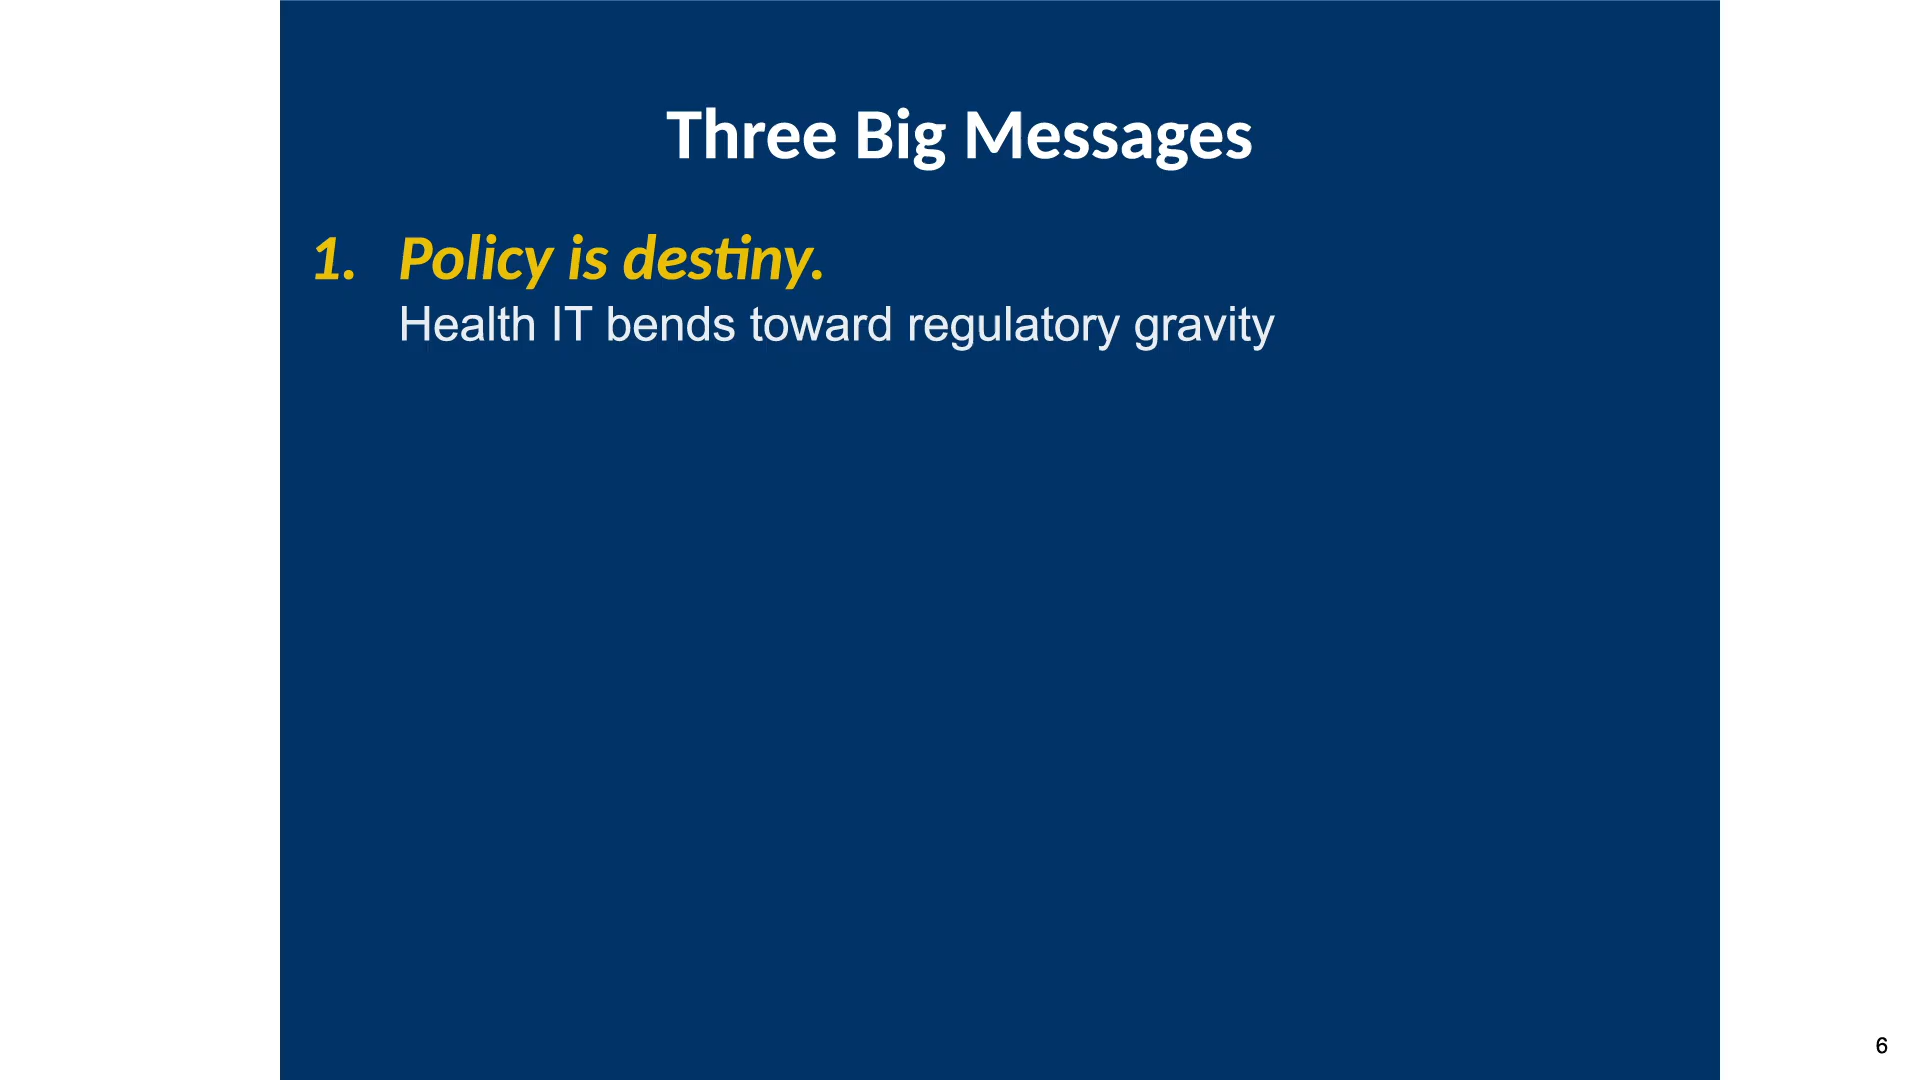 Three Big Messages
1. Policy is destiny.
Health IT bends toward regulatory gravity
6